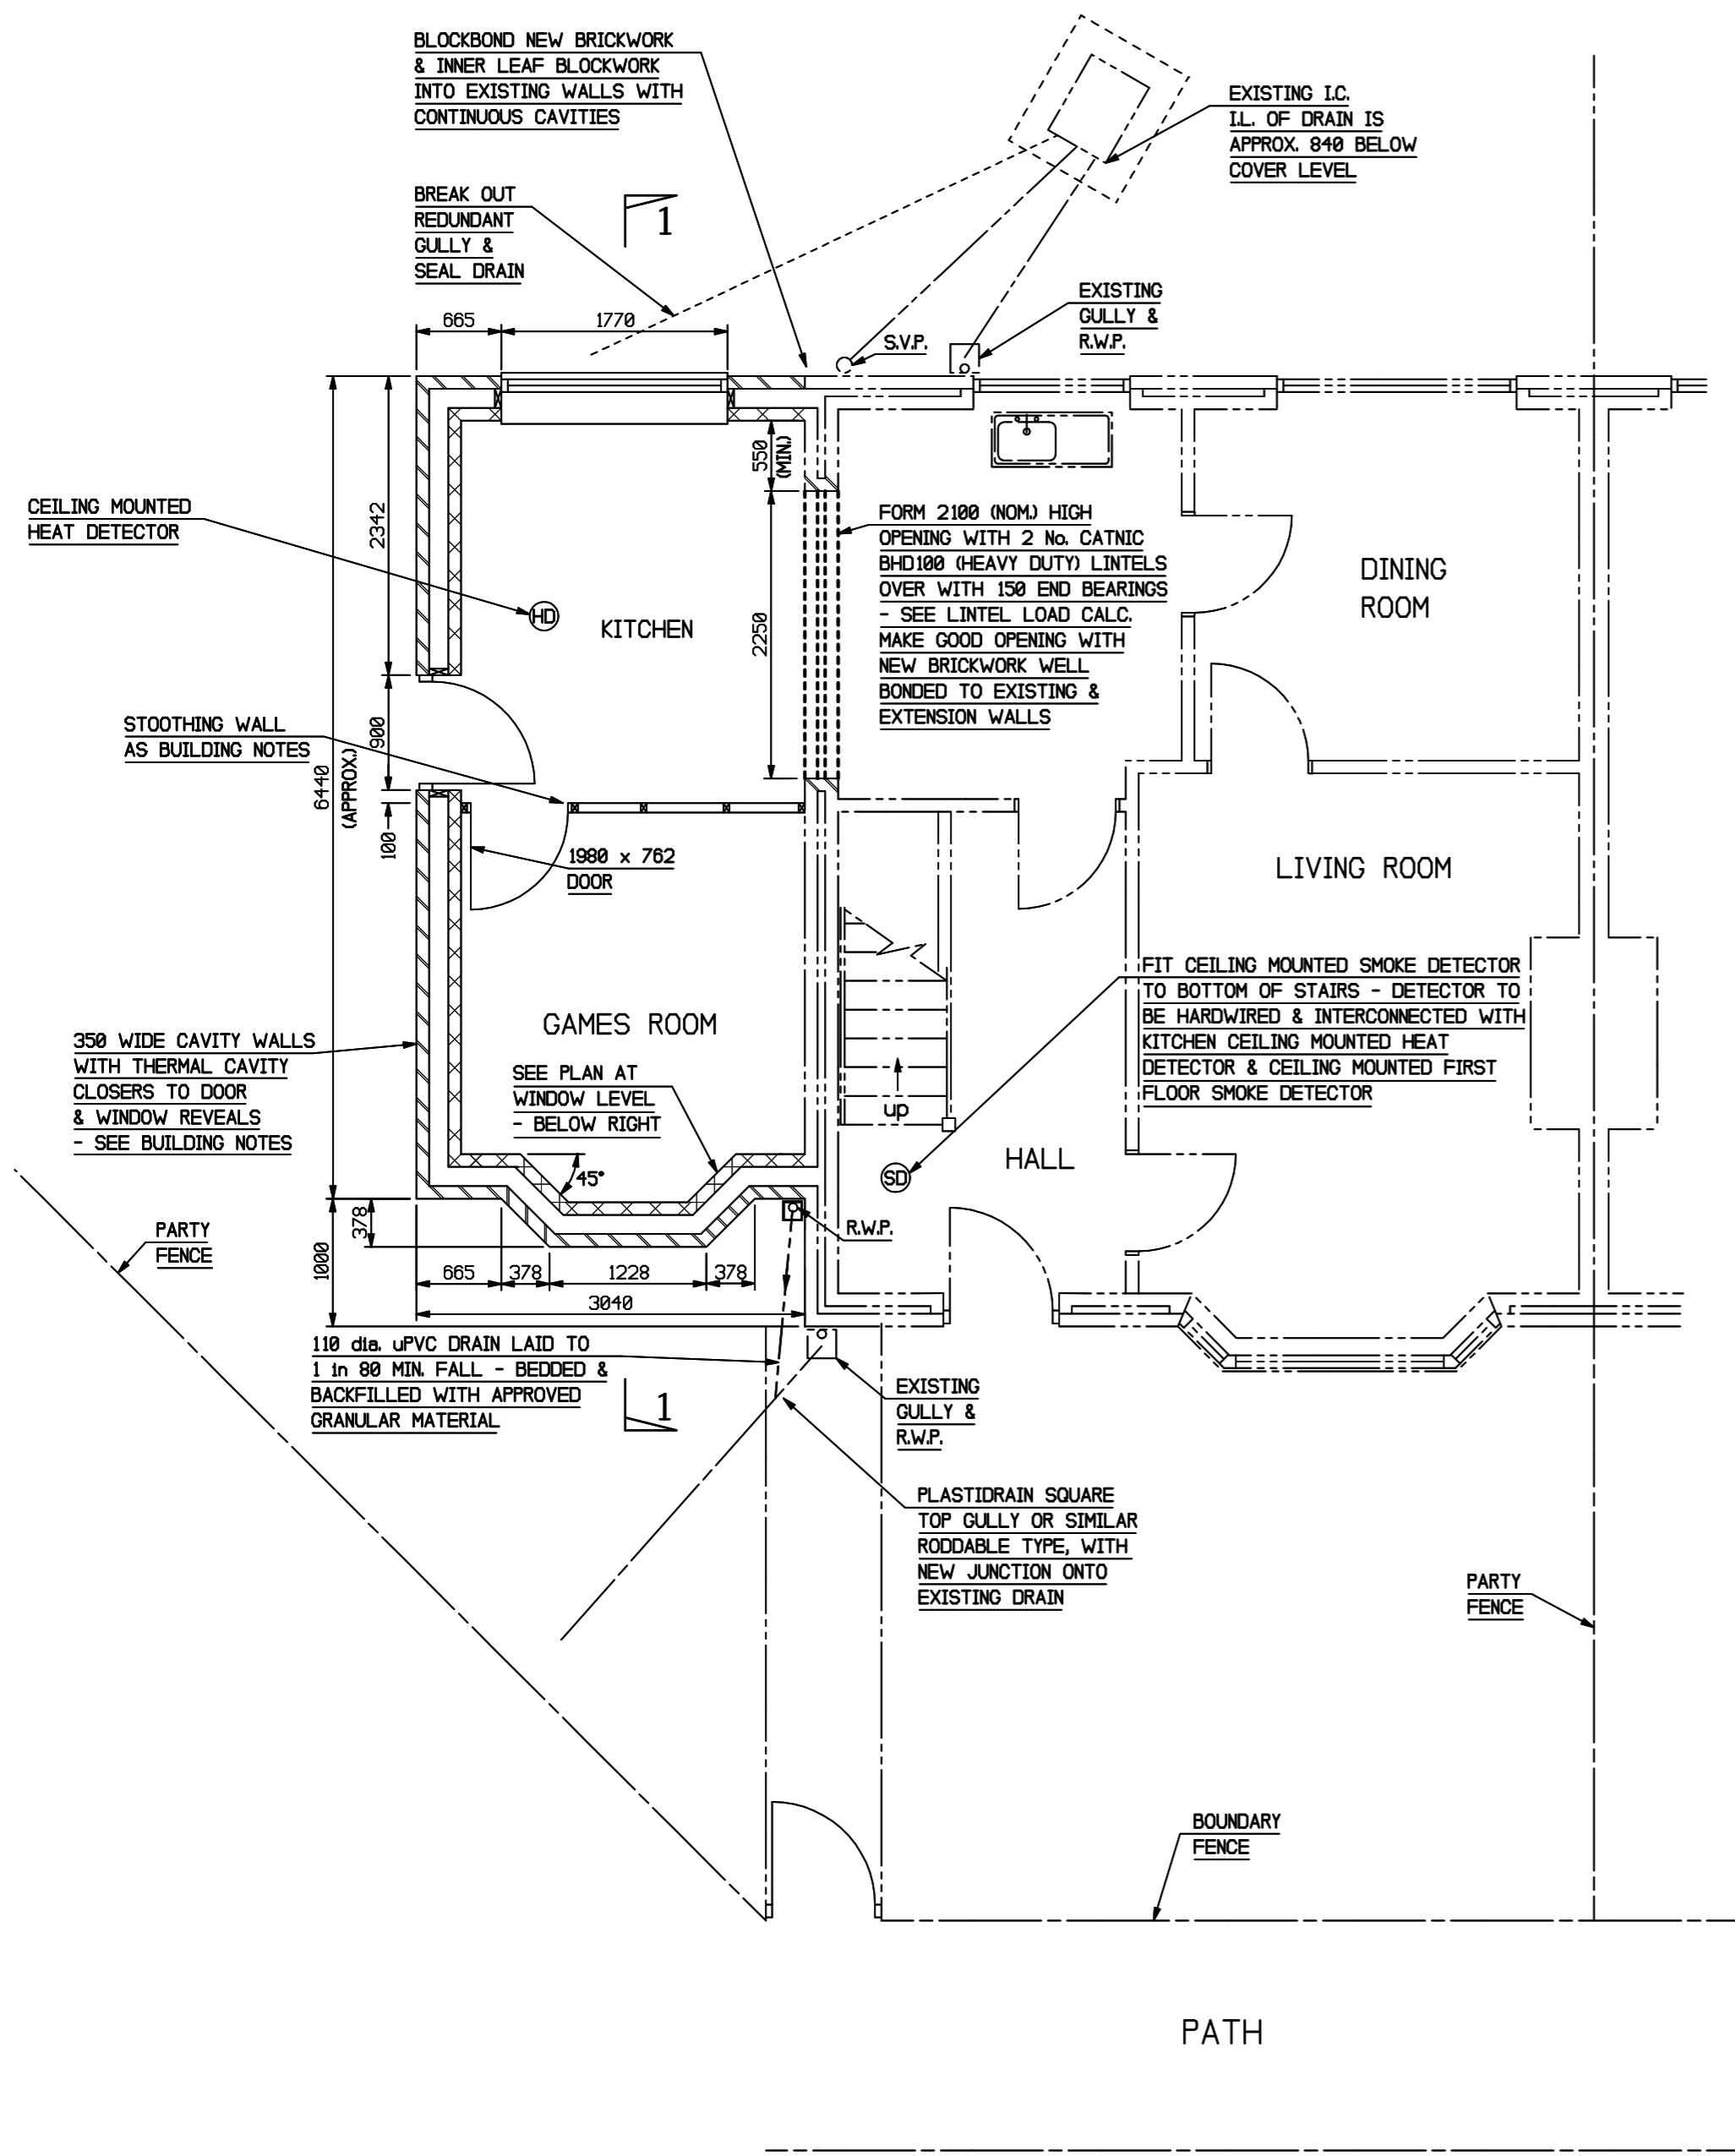 BLOCKBOND NEW BRICKWORK
& INNER LEAF BLOCKWORK
INTO EXISTING WALLS WITH
CONTINUOUS CAVITIES
EXISTING I.C.
I.L. OF DRAIN IS
APPROX. 840 BELOW
COVER LEVEL
BREAK OUT
REDUNDANT
GULLY &
SEAL DRAIN
1
EXISTING
GULLY &
R.W.P.
S.V.P.
665
1770
550
(MIN.)
2342
CEILING MOUNTED
HEAT DETECTOR
HD
KITCHEN
2250
FORM 2100 (NOM.) HIGH
OPENING WITH 2 No. CATNIC
BHD100 (HEAVY DUTY) LINTELS
OVER WITH 150 END BEARINGS
- SEE LINTEL LOAD CALC.
MAKE GOOD OPENING WITH
NEW BRICKWORK WELL
BONDED TO EXISTING &
EXTENSION WALLS
DINING
ROOM
STOOTHING WALL
AS BUILDING NOTES
900
6440
(APPROX.)
100
1980 x 762
DOOR
LIVING ROOM
FIT CEILING MOUNTED SMOKE DETECTOR
TO BOTTOM OF STAIRS - DETECTOR TO
BE HARDWIRED & INTERCONNECTED WITH
KITCHEN CEILING MOUNTED HEAT
DETECTOR & CEILING MOUNTED FIRST
FLOOR SMOKE DETECTOR
GAMES ROOM
350 WIDE CAVITY WALLS
WITH THERMAL CAVITY
CLOSERS TO DOOR
& WINDOW REVEALS
- SEE BUILDING NOTES
SEE PLAN AT
WINDOW LEVEL
- BELOW RIGHT
up
HALL
SD
45°
PARTY
FENCE
378
1000
R.W.P.
665
378
1228
378
3040
110 dia. uPVC DRAIN LAID TO
1 in 80 MIN. FALL - BEDDED &
BACKFILLED WITH APPROVED
GRANULAR MATERIAL
1
EXISTING
GULLY &
R.W.P.
PLASTIDRAIN SQUARE
TOP GULLY OR SIMILAR
RODDABLE TYPE, WITH
NEW JUNCTION ONTO
EXISTING DRAIN
PARTY
FENCE
BOUNDARY
FENCE
PATH